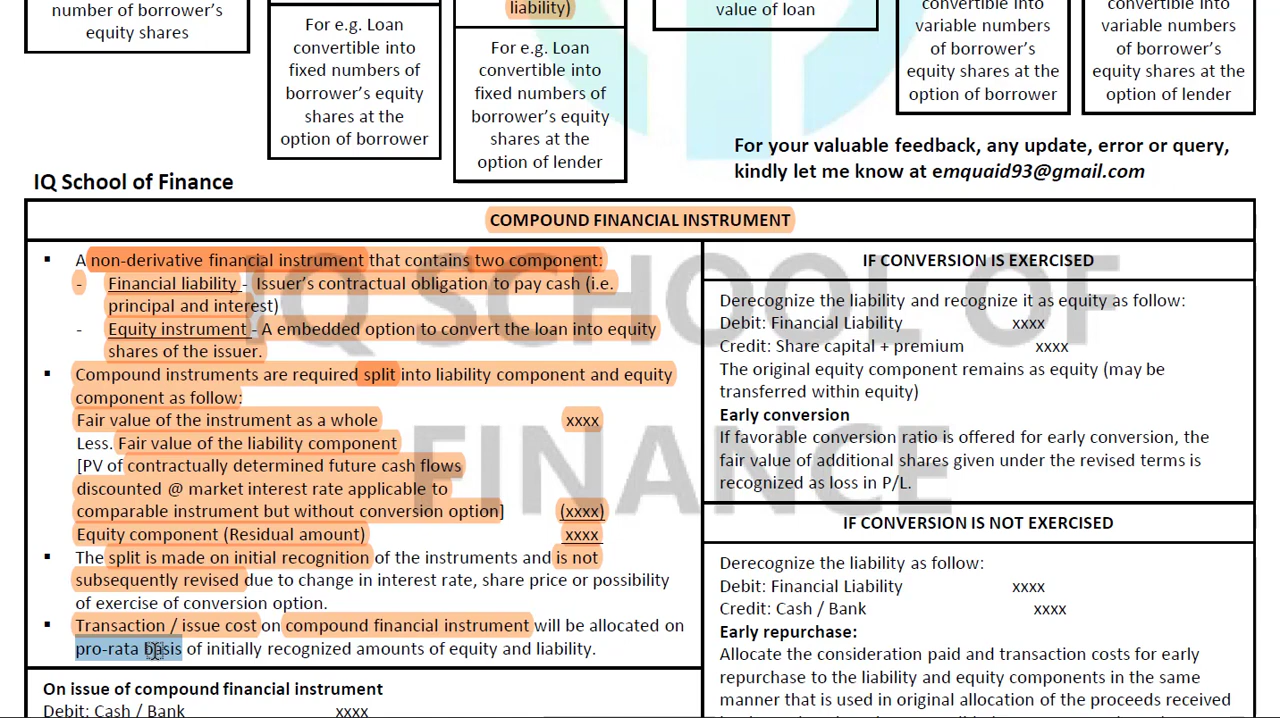 number of borrower’s
equity shares
For e.g. Loan
convertible into
fixed numbers of
borrower’s equity
shares at the
option of borrower
liability)
For e.g. Loan
convertible into
fixed numbers of
borrower’s equity
shares at the
option of lender
value of loan
convertible into
variable numbers
of borrower’s
equity shares at the
option of borrower
convertible into
variable numbers
of borrower’s
equity shares at the
option of lender
For your valuable feedback, any update, error or query,
kindly let me know at emquaid93@gmail.com
IQ School of Finance
COMPOUND FINANCIAL INSTRUMENT
▪ A non-derivative financial instrument that contains two component:
- Financial liability - Issuer’s contractual obligation to pay cash (i.e.
principal and interest)
- Equity instrument - A embedded option to convert the loan into equity
shares of the issuer.
▪ Compound instruments are required split into liability component and equity
component as follow:
Fair value of the instrument as a whole xxxx
Less. Fair value of the liability component
[PV of contractually determined future cash flows
discounted @ market interest rate applicable to
comparable instrument but without conversion option] (xxxx)
Equity component (Residual amount) xxxx
▪ The split is made on initial recognition of the instruments and is not
subsequently revised due to change in interest rate, share price or possibility
of exercise of conversion option.
▪ Transaction / issue cost on compound financial instrument will be allocated on
pro-rata basis of initially recognized amounts of equity and liability.
On issue of compound financial instrument
Debit: Cash / Bank xxxx
IF CONVERSION IS EXERCISED
Derecognize the liability and recognize it as equity as follow:
Debit: Financial Liability xxxx
Credit: Share capital + premium xxxx
The original equity component remains as equity (may be
transferred within equity)
Early conversion
If favorable conversion ratio is offered for early conversion, the
fair value of additional shares given under the revised terms is
recognized as loss in P/L.
IF CONVERSION IS NOT EXERCISED
Derecognize the liability as follow:
Debit: Financial Liability xxxx
Credit: Cash / Bank xxxx
Early repurchase:
Allocate the consideration paid and transaction costs for early
repurchase to the liability and equity components in the same
manner that is used in original allocation of the proceeds received
IQ SCHOOL OF
FINANCE